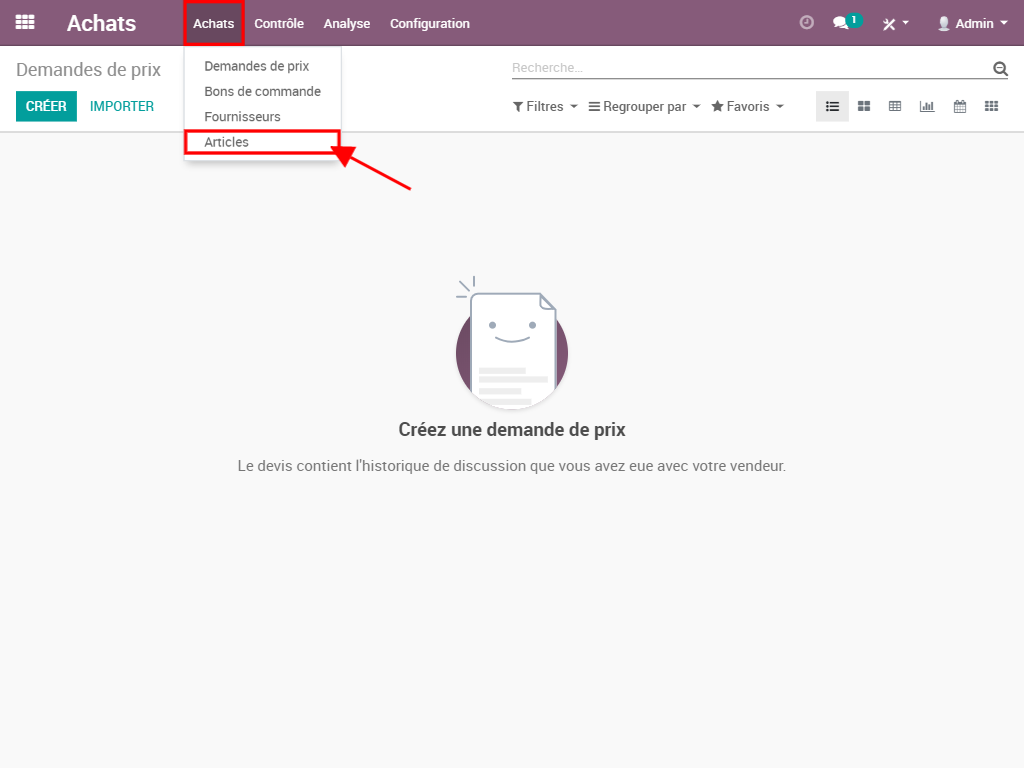 Achats
Achats Contrôle Analyse Configuration
1
Admin
Demandes de prix
Recherche...
CRÉER IMPORTER
Filtres Regrouper par Favoris
Demandes de prix
Bons de commande
Fournisseurs
Articles
Créez une demande de prix
Le devis contient l'historique de discussion que vous avez eue avec votre vendeur.